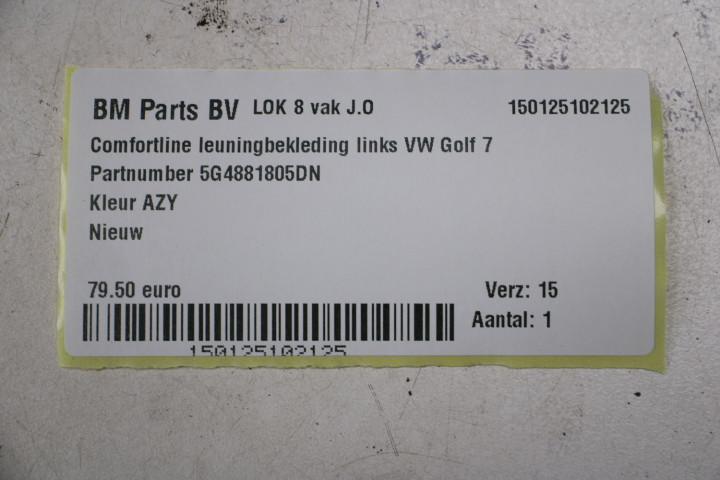 BM Parts BV LOK 8 vak J.O 150125102125
Comfortline leuningbekleding links VW Golf 7
Partnumber 5G4881805DN
Kleur AZY
Nieuw
79.50 euro Verz: 15
Aantal: 1
150125102125